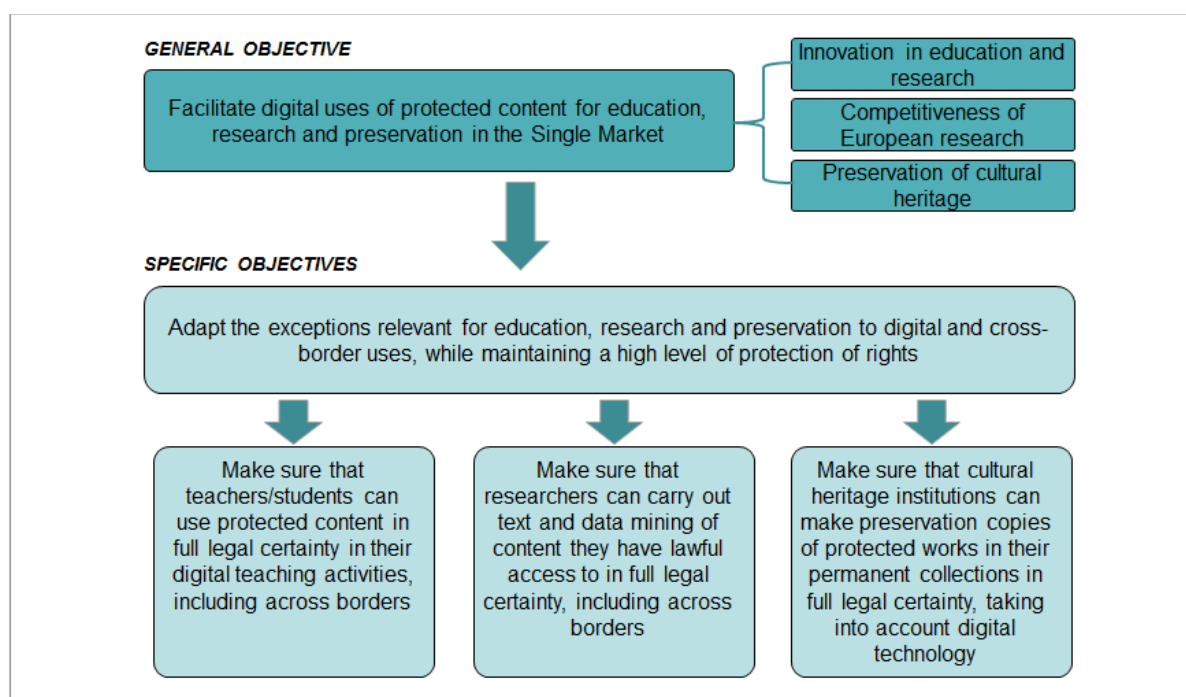 GENERAL OBJECTIVE
Facilitate digital uses of protected content for education,
research and preservation in the Single Market
Innovation in education and
research
Competitiveness of
European research
Preservation of cultural
heritage
SPECIFIC OBJECTIVES
Adapt the exceptions relevant for education, research and preservation to digital and cross-
border uses, while maintaining a high level of protection of rights
Make sure that
teachers/students can
use protected content in
full legal certainty in their
digital teaching activities,
including across borders
Make sure that
researchers can carry out
text and data mining of
content they have lawful
access to in full legal
certainty, including across
borders
Make sure that cultural
heritage institutions can
make preservation copies
of protected works in their
permanent collections in
full legal certainty, taking
into account digital
technology